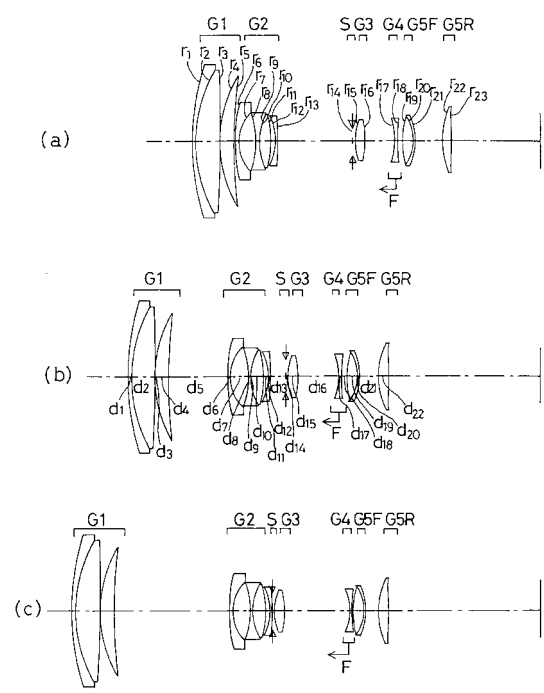 G1 G2 S G3 G4 G5F G5R
r1 r2 r3 r4 r5 r6 r7 r8 r9 r10 r11 r12 r13 r14 r15 r16 r17 r18 r19 r20 r21 r22 r23
(a)
F
G1 G2 S G3 G4 G5F G5R
(b)
d1 d2 d3 d4 d5 d6 d7 d8 d9 d10 d11 d12 d13 d14 d15 d16 d17 d18 d19 d20 d21 d22
F
G1 G2 S G3 G4 G5F G5R
(c)
F